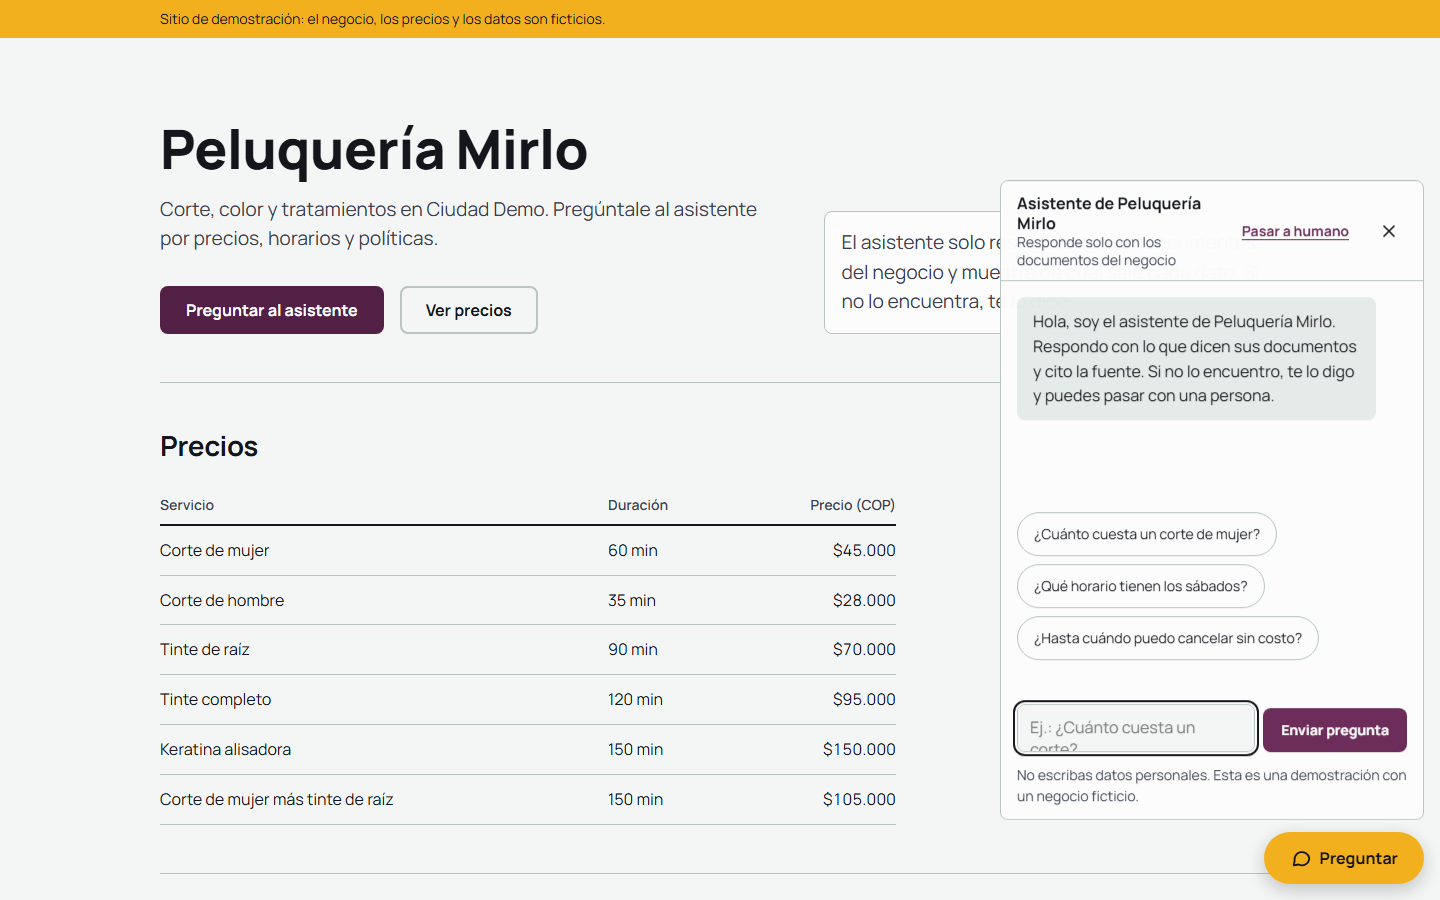 Sitio de demostración: el negocio, los precios y los datos son ficticios.
Peluquería Mirlo
Corte, color y tratamientos en Ciudad Demo. Pregúntale al asistente
por precios, horarios y políticas.
Preguntar al asistente
Ver precios
El asistente solo
del negocio y
no lo encuentra,
Precios
Servicio Duración Precio (COP)
Corte de mujer 60 min $45.000
Corte de hombre 35 min $28.000
Tinte de raíz 90 min $70.000
Tinte completo 120 min $95.000
Keratina alisadora 150 min $150.000
Corte de mujer más tinte de raíz 150 min $105.000
Asistente de Peluquería
Mirlo
Responde solo con los
documentos del negocio
Pasar a humano
Hola, soy el asistente de Peluquería Mirlo.
Respondo con lo que dicen sus documentos
y cito la fuente. Si no lo encuentro, te lo digo
y puedes pasar con una persona.
¿Cuánto cuesta un corte de mujer?
¿Qué horario tienen los sábados?
¿Hasta cuándo puedo cancelar sin costo?
Ej.: ¿Cuánto cuesta un
corte?
Enviar pregunta
No escribas datos personales. Esta es una demostración con
un negocio ficticio.
Preguntar